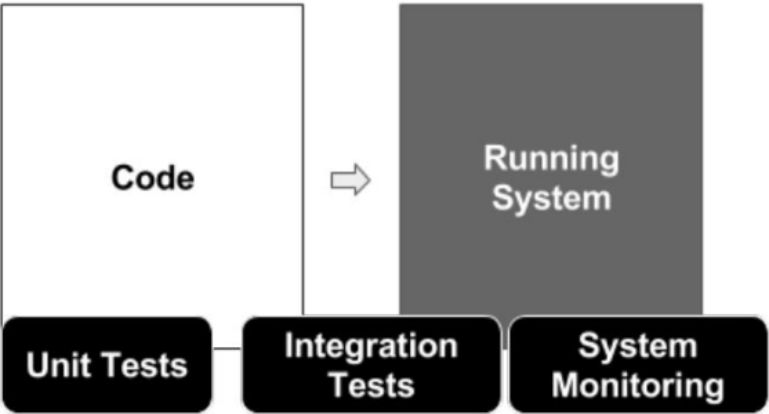 Code
Running
System
Unit Tests
Integration
Tests
System
Monitoring